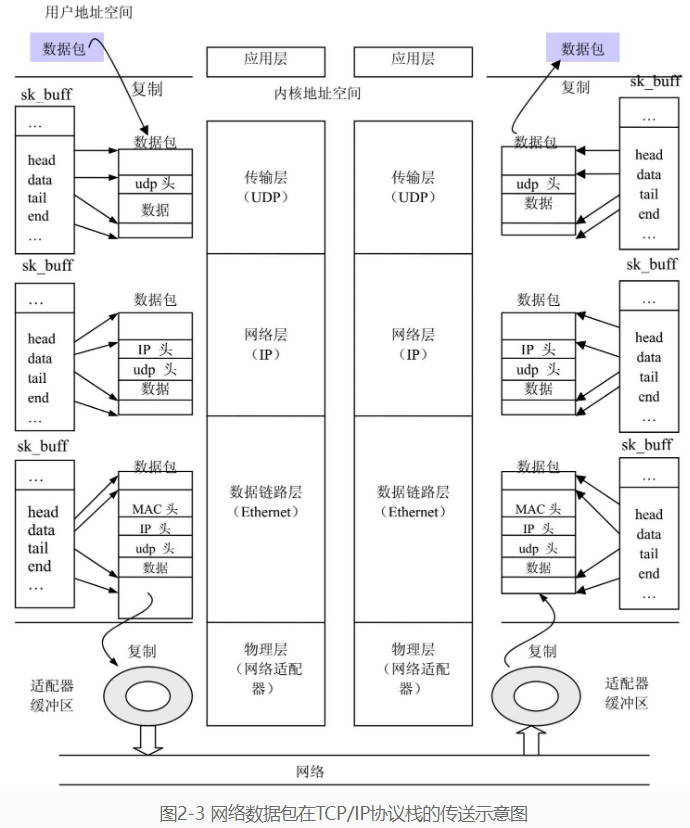 用户地址空间
数据包
应用层
应用层
数据包
复制
内核地址空间
复制
sk_buff
…
head
data
tail
end
…
数据包
udp 头
数据
传输层
(UDP)
传输层
(UDP)
数据包
udp 头
数据
sk_buff
…
head
data
tail
end
…
sk_buff
…
head
data
tail
end
…
数据包
IP 头
udp 头
数据
网络层
(IP)
网络层
(IP)
数据包
IP 头
udp 头
数据
sk_buff
…
head
data
tail
end
…
sk_buff
…
head
data
tail
end
…
数据包
MAC 头
IP 头
udp 头
数据
数据链路层
(Ethernet)
数据链路层
(Ethernet)
数据包
MAC 头
IP 头
udp 头
数据
sk_buff
…
head
data
tail
end
…
复制
适配器
缓冲区
物理层
(网络适配
器)
物理层
(网络适配
器)
复制
适配器
缓冲区
网络
图2-3 网络数据包在TCP/IP协议栈的传送示意图